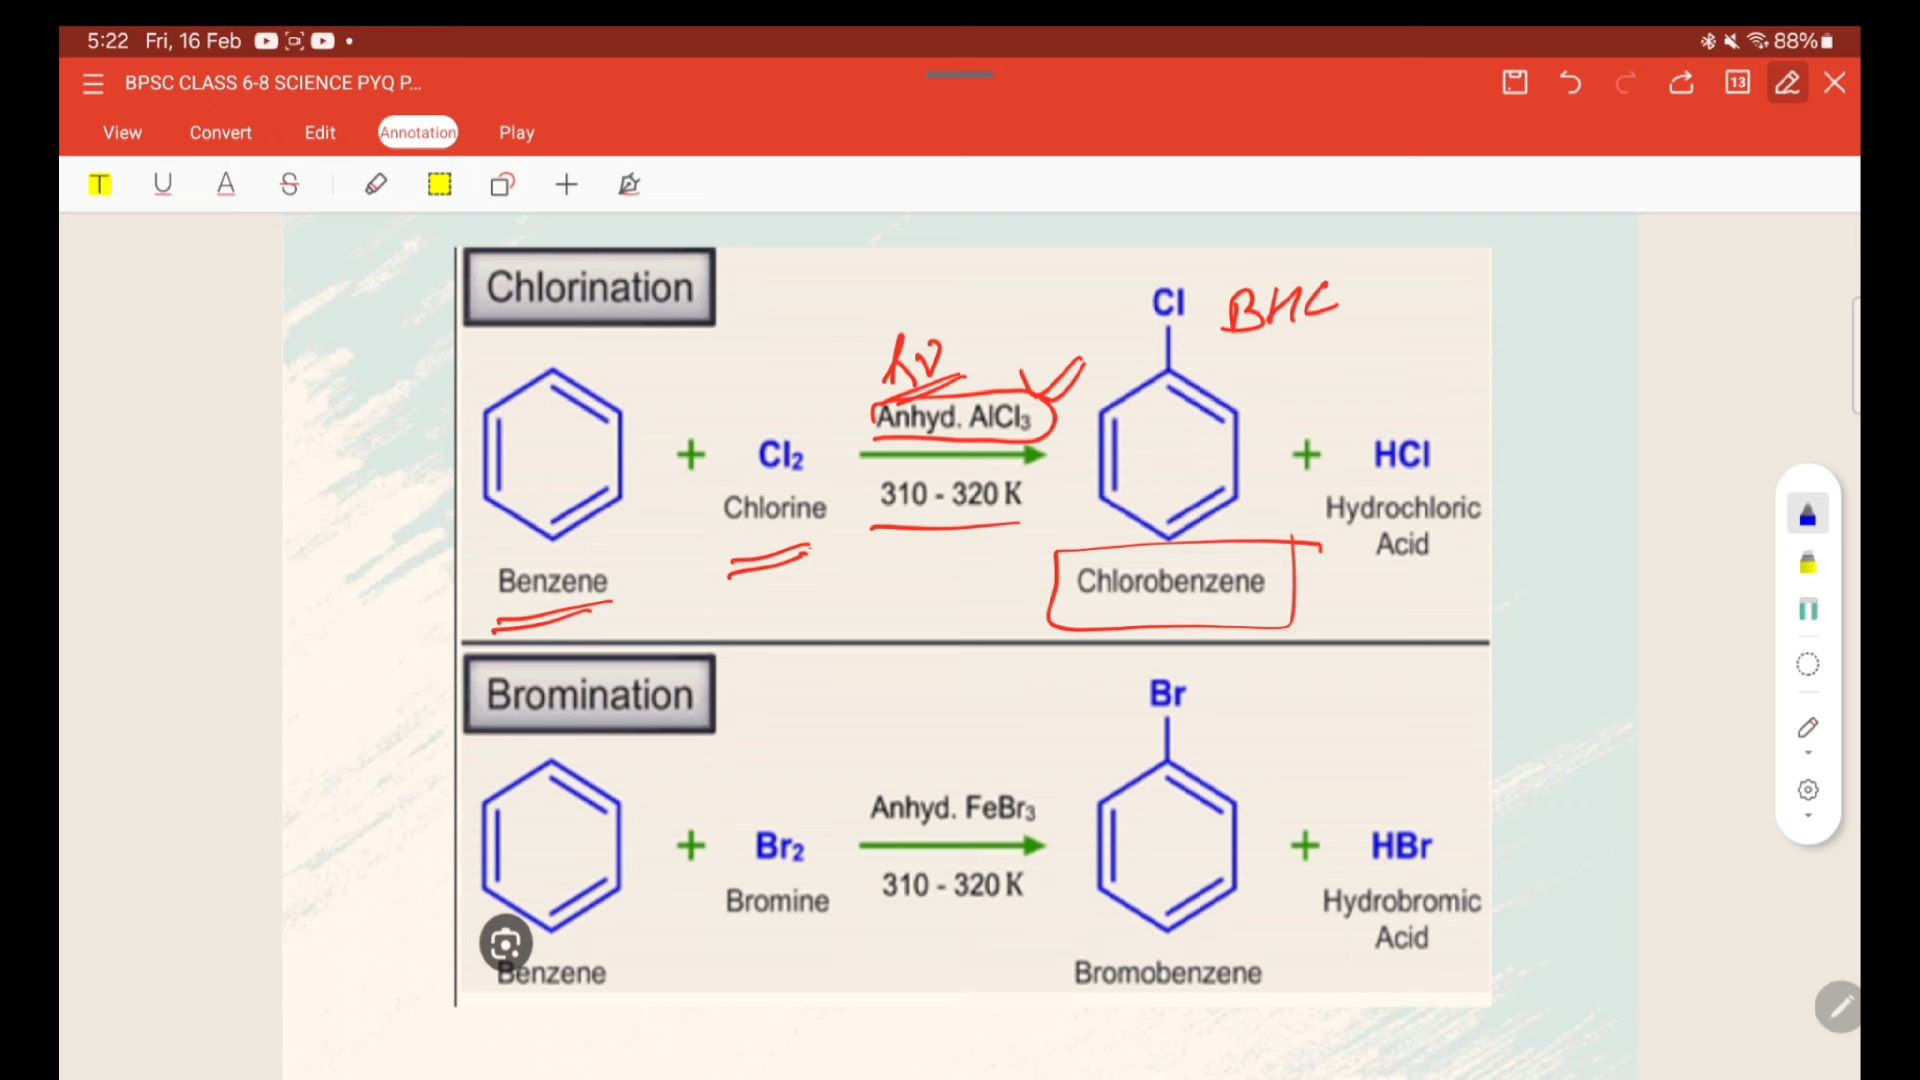 5:22 Fri, 16 Feb
88%
BPSC CLASS 6-8 SCIENCE PYQ P...
13
View Convert Edit Annotation Play
T U A S
Chlorination
Cl BHC
hν
Anhyd. AlCl₃
+ Cl₂ + HCl
310 - 320 K
Chlorine Hydrochloric
Acid
Benzene Chlorobenzene
Bromination
Br
Anhyd. FeBr₃
+ Br₂ + HBr
310 - 320 K
Bromine Hydrobromic
Acid
Benzene Bromobenzene